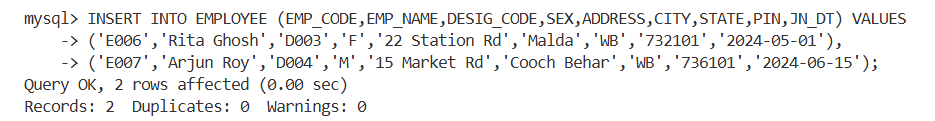 mysql> INSERT INTO EMPLOYEE (EMP_CODE,EMP_NAME,DESIG_CODE,SEX,ADDRESS,CITY,STATE,PIN,JN_DT) VALUES
    -> ('E006','Rita Ghosh','D003','F','22 Station Rd','Malda','WB','732101','2024-05-01'),
    -> ('E007','Arjun Roy','D004','M','15 Market Rd','Cooch Behar','WB','736101','2024-06-15');
Query OK, 2 rows affected (0.00 sec)
Records: 2  Duplicates: 0  Warnings: 0